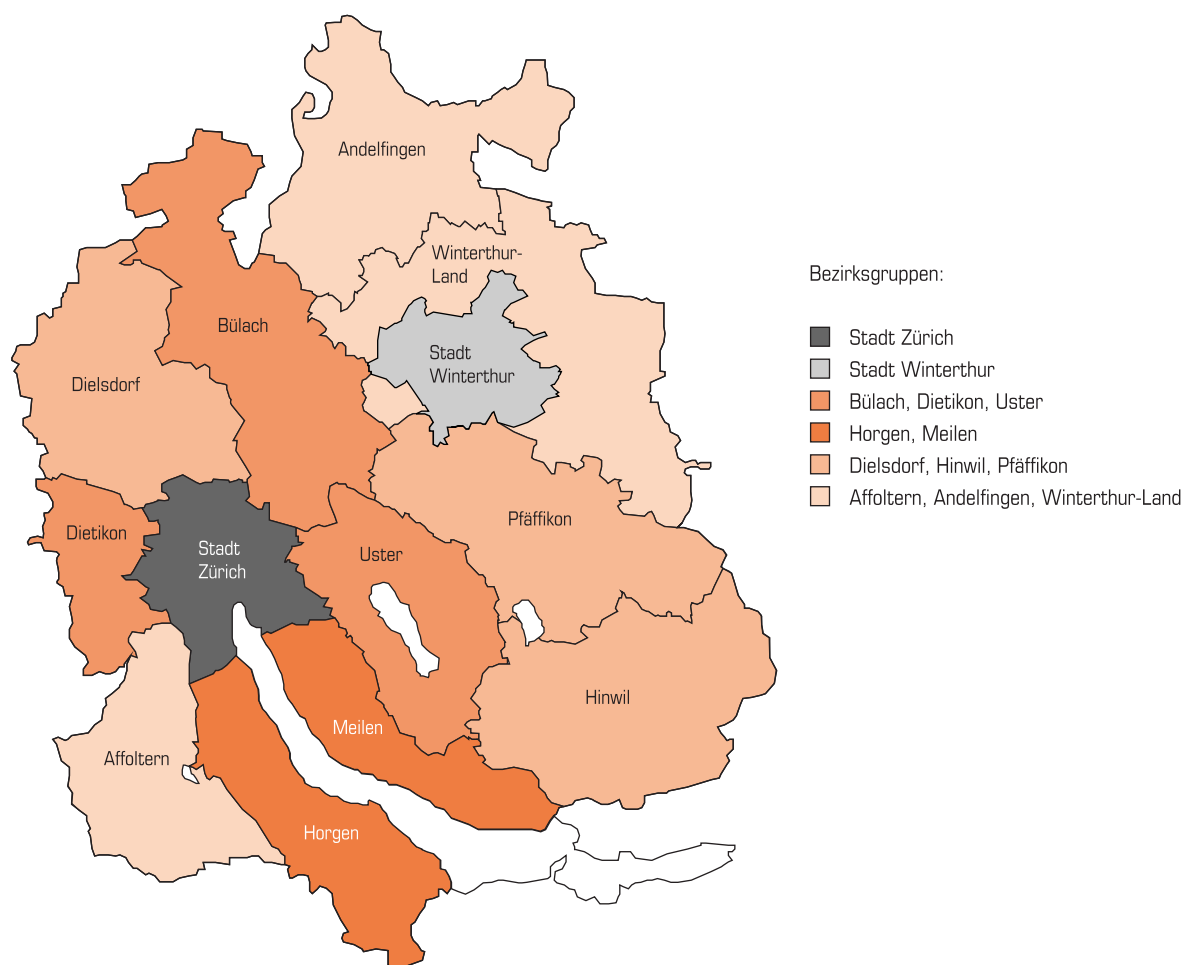 Andelfingen
Winterthur-
Land
Bülach
Stadt
Winterthur
Dielsdorf
Pfäffikon
Dietikon
Stadt
Zürich
Uster
Hinwil
Meilen
Affoltern
Horgen
Bezirksgruppen:
Stadt Zürich
Stadt Winterthur
Bülach, Dietikon, Uster
Horgen, Meilen
Dielsdorf, Hinwil, Pfäffikon
Affoltern, Andelfingen, Winterthur-Land